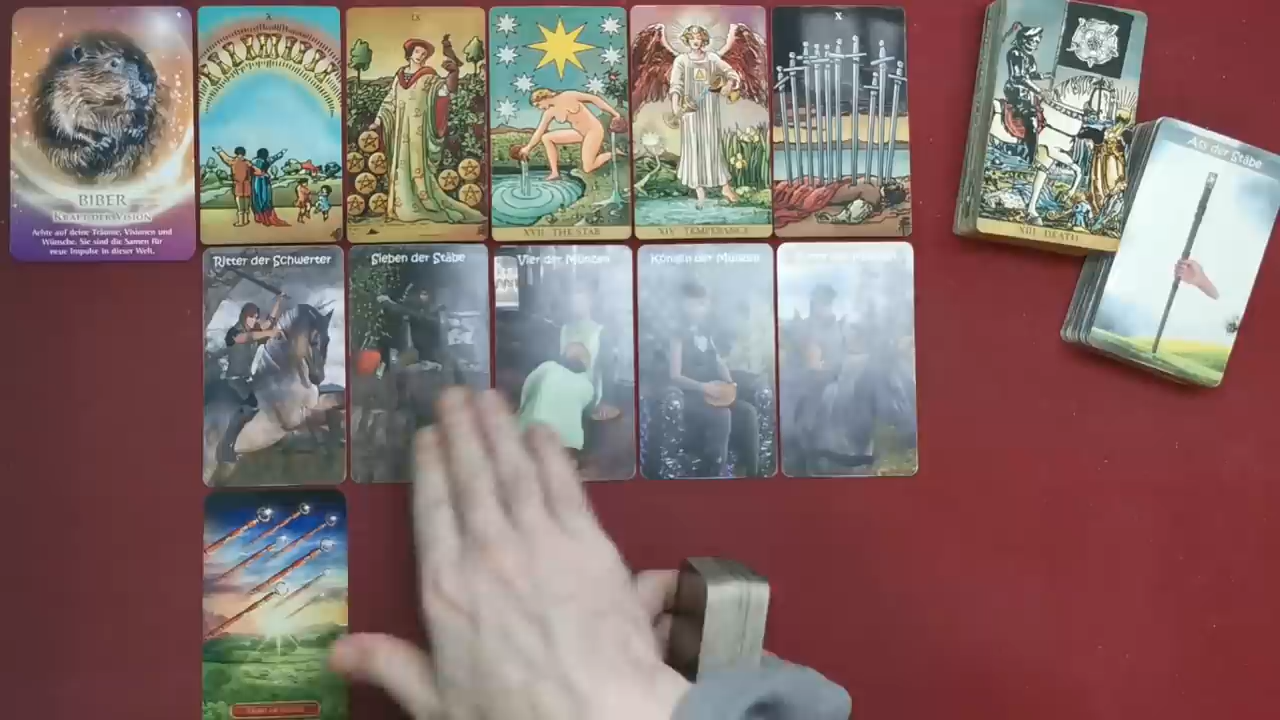 X
IX
X
BIBER
KRAFT DER VISION
Achte auf deine Träume, Visionen und
Wünsche. Sie sind die Samen für
neue Impulse in dieser Welt.
XVII THE STAR
XIV TEMPERANCE
XIII DEATH
Ass der Stäbe
Ritter der Schwerter
Sieben der Stäbe
Vier der Münzen
Königin der Münzen